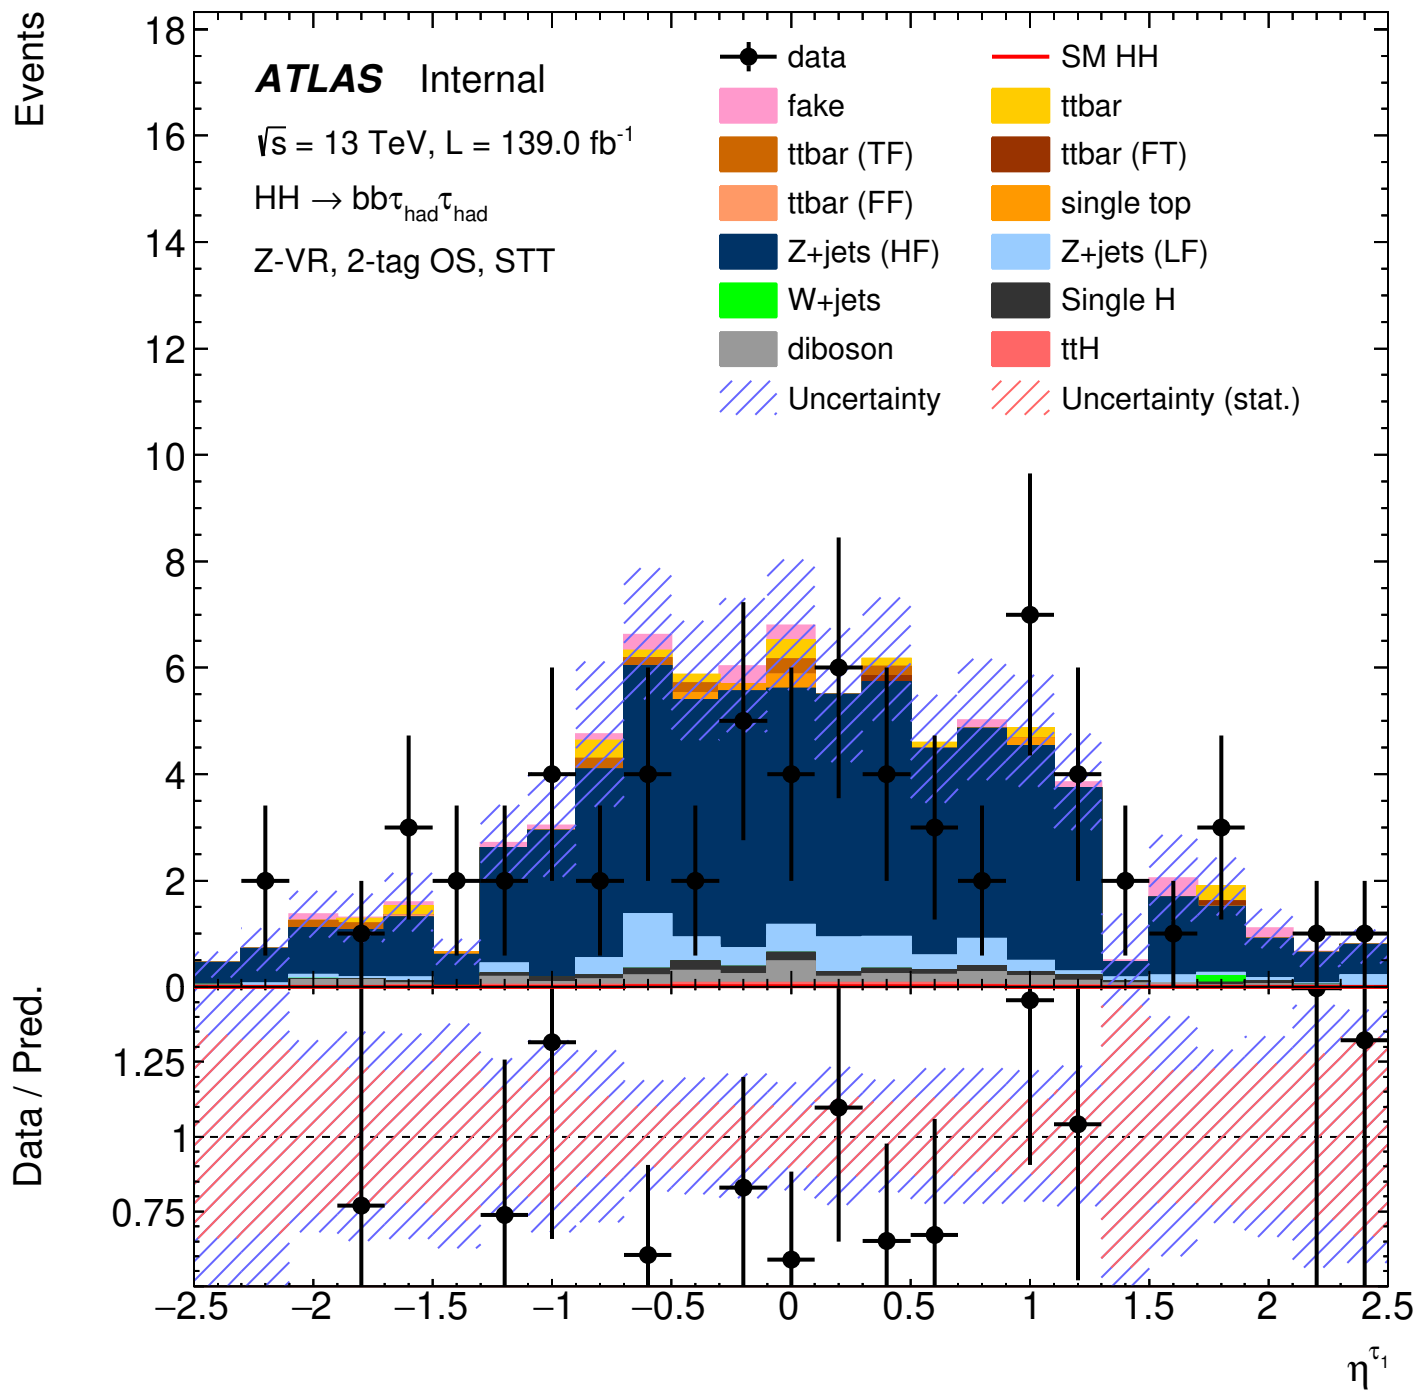 Events
18
16
14
12
10
8
6
4
2
0
ATLAS Internal
√s = 13 TeV, L = 139.0 fb⁻¹
HH → bbτ_had τ_had
Z-VR, 2-tag OS, STT
data
SM HH
fake
ttbar
ttbar (TF)
ttbar (FT)
ttbar (FF)
single top
Z+jets (HF)
Z+jets (LF)
W+jets
Single H
diboson
ttH
Uncertainty
Uncertainty (stat.)
Data / Pred.
1.25
1
0.75
−2.5 −2 −1.5 −1 −0.5 0 0.5 1 1.5 2 2.5
η^τ₁